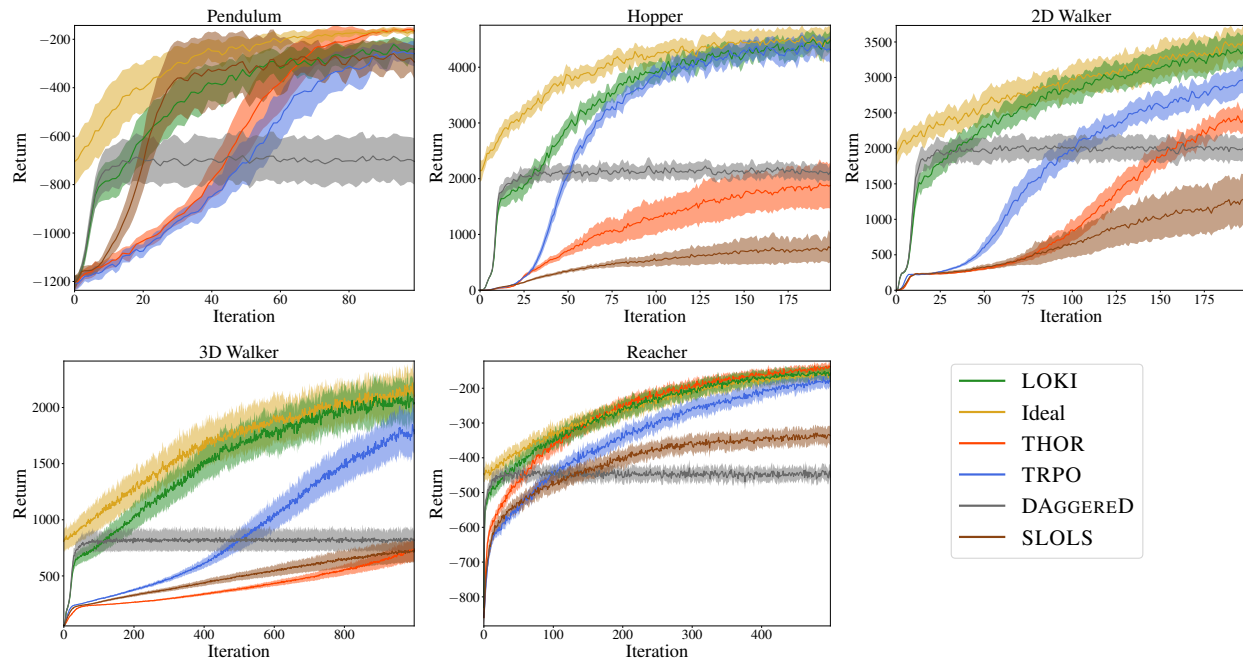 Pendulum
Return
−200
−400
−600
−800
−1000
−1200
0 20 40 60 80
Iteration
Hopper
Return
4000
3000
2000
1000
0
0 25 50 75 100 125 150 175
Iteration
2D Walker
Return
3500
3000
2500
2000
1500
1000
500
0
0 25 50 75 100 125 150 175
Iteration
3D Walker
Return
2000
1500
1000
500
0 200 400 600 800
Iteration
Reacher
Return
−200
−300
−400
−500
−600
−700
−800
0 100 200 300 400
Iteration
LOKI
Ideal
THOR
TRPO
DAGGERED
SLOLS